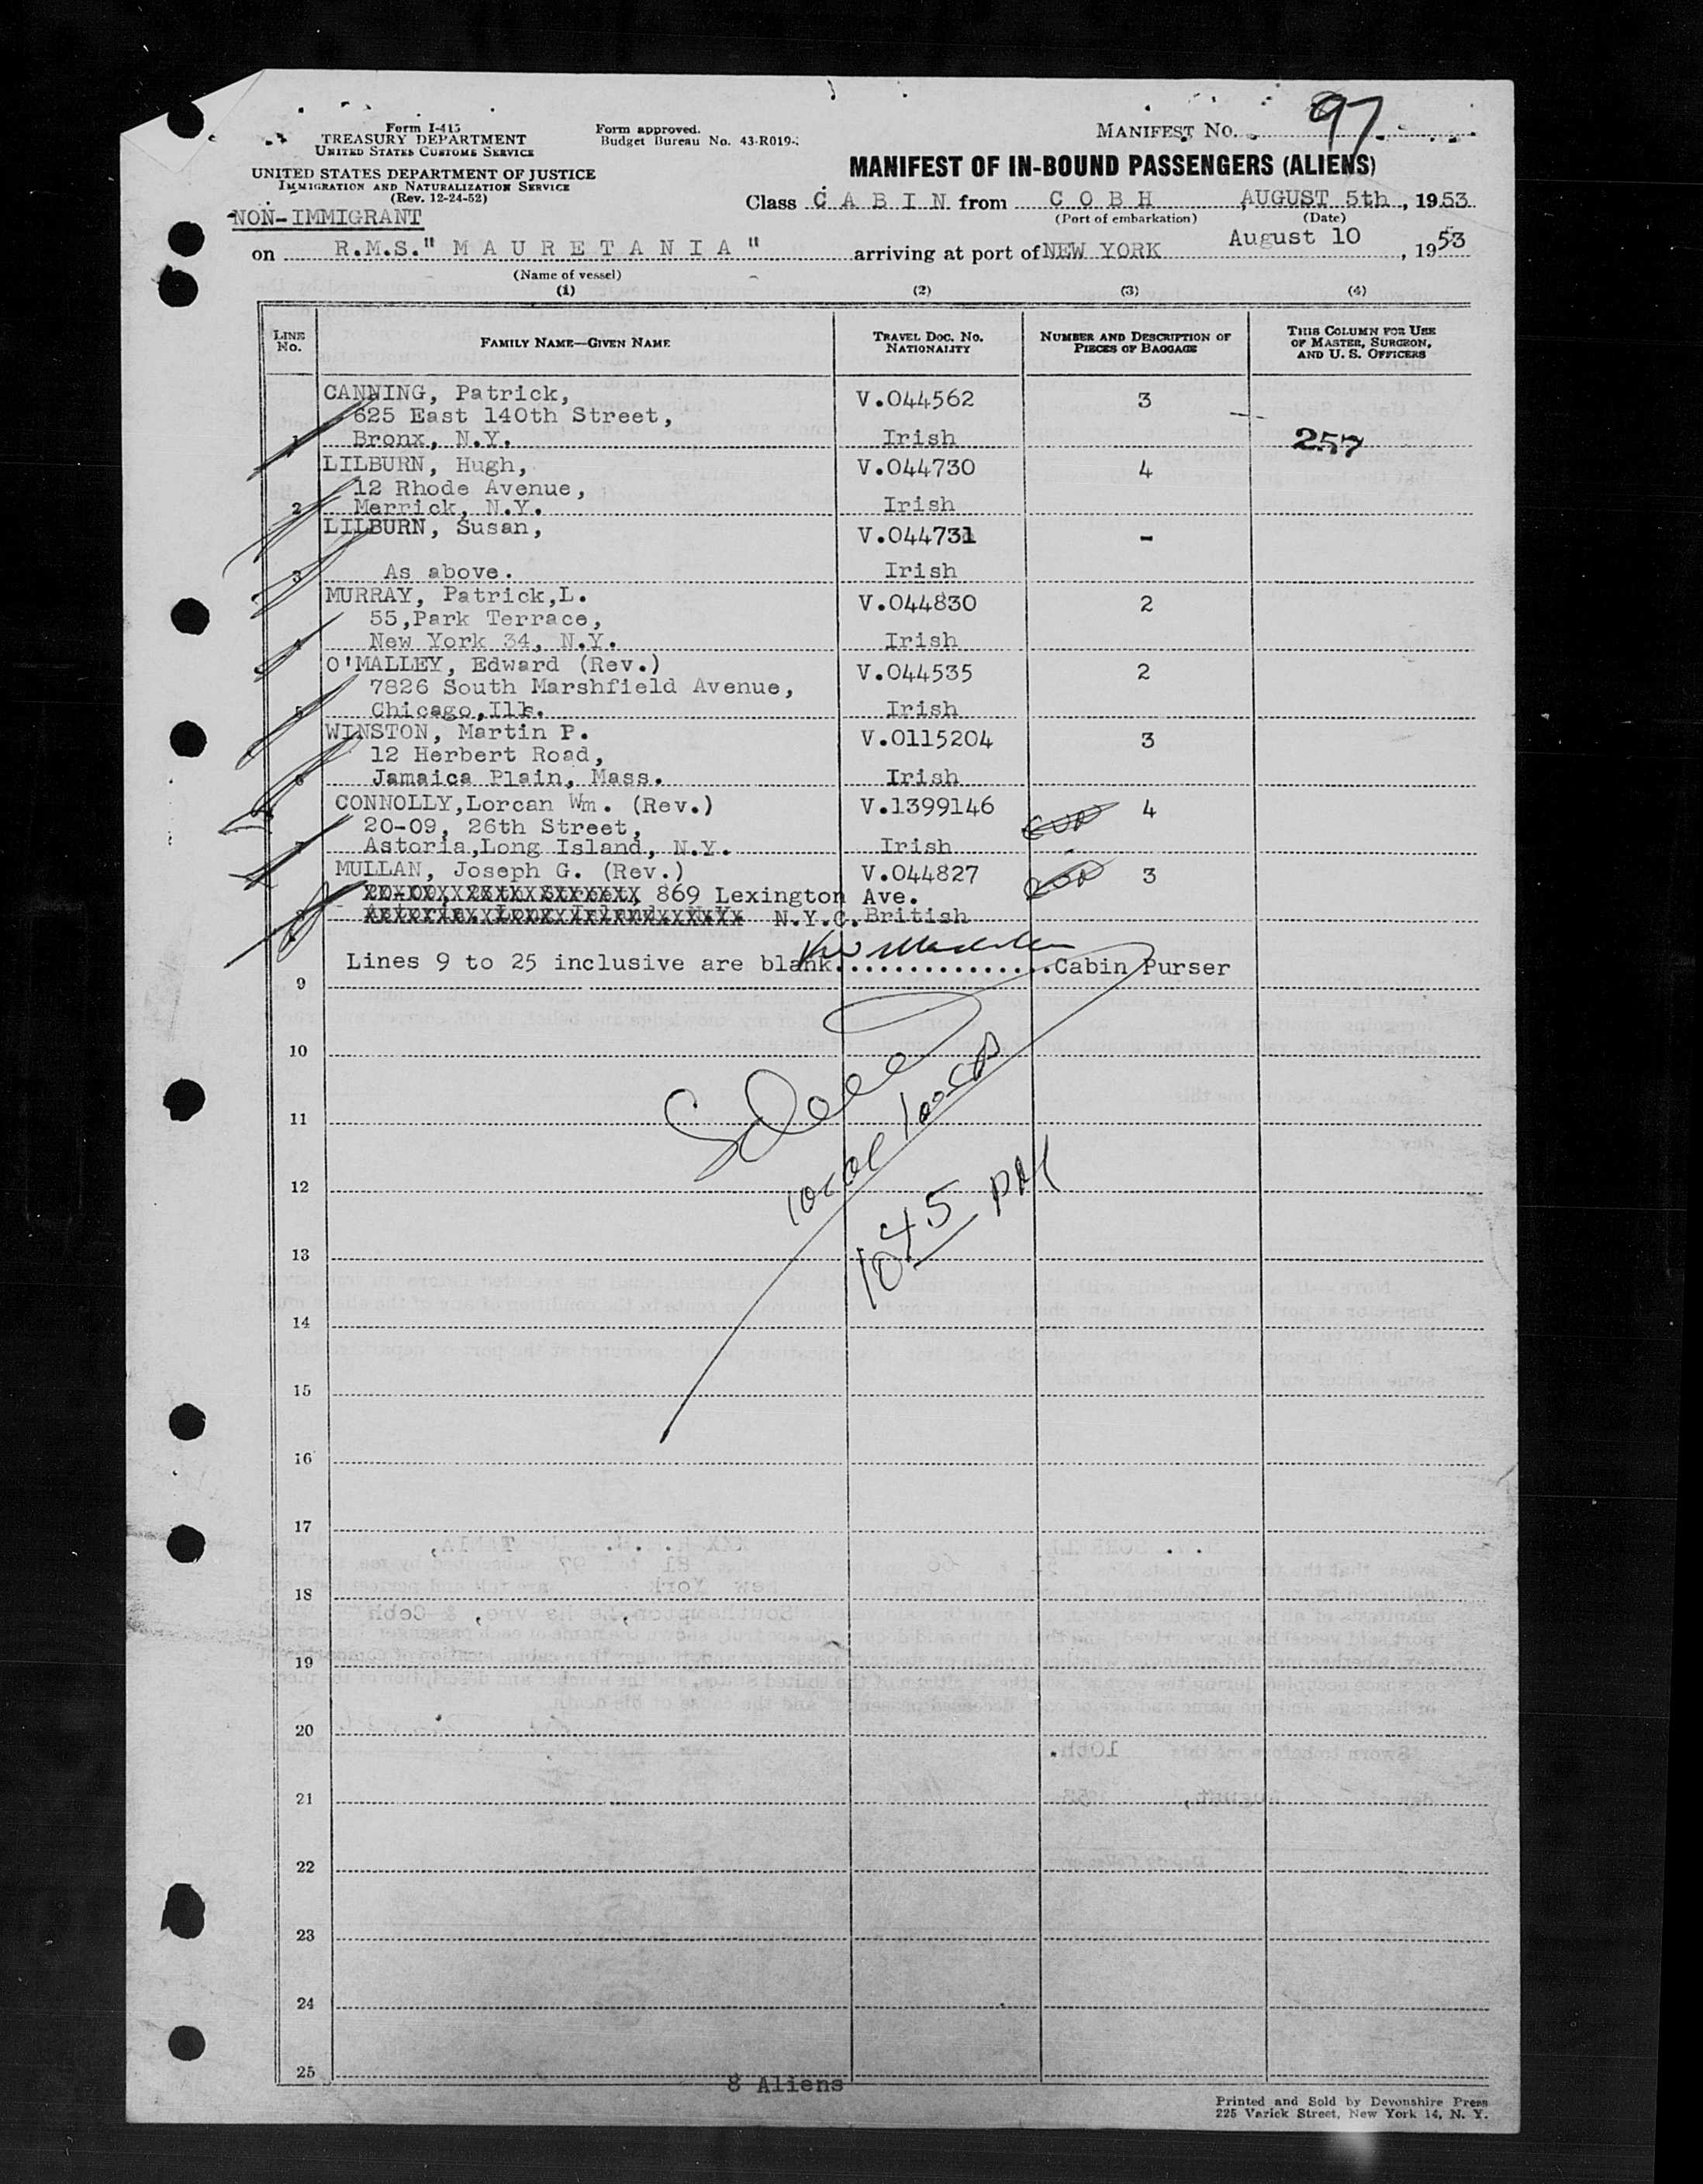 Form I-415
TREASURY DEPARTMENT
UNITED STATES CUSTOMS SERVICE
UNITED STATES DEPARTMENT OF JUSTICE
IMMIGRATION AND NATURALIZATION SERVICE
(Rev. 12-24-52)
NON-IMMIGRANT
Form approved.
Budget Bureau No. 43-R019-
MANIFEST NO. 97
MANIFEST OF IN-BOUND PASSENGERS (ALIENS)
Class C A B I N from C O B H AUGUST 5th, 1953
(Port of embarkation) (Date)
on R.M.S." M A U R E T A N I A " arriving at port of NEW YORK August 10, 1953
(Name of vessel)
(1) (2) (3) (4)
LINE No. FAMILY NAME—GIVEN NAME TRAVEL DOC. NO. NATIONALITY NUMBER AND DESCRIPTION OF PIECES OF BAGGAGE THIS COLUMN FOR USE OF MASTER, SURGEON, AND U. S. OFFICERS
CANNING, Patrick, V.044562 3
625 East 140th Street,
1 Bronx, N.Y. Irish 257
LILBURN, Hugh, V.044730 4
12 Rhode Avenue,
2 Merrick, N.Y. Irish
LILBURN, Susan, V.044731 -
3 As above. Irish
MURRAY, Patrick,L. V.044830 2
55,Park Terrace,
4 New York 34, N.Y. Irish
O'MALLEY, Edward (Rev.) V.044535 2
7826 South Marshfield Avenue,
5 Chicago,Ill. Irish
WINSTON, Martin P. V.0115204 3
12 Herbert Road,
6 Jamaica Plain, Mass. Irish
CONNOLLY,Lorcan Wm. (Rev.) V.1399146 4
20-09, 26th Street,
7 Astoria,Long Island, N.Y. Irish
MULLAN, Joseph G. (Rev.) V.044827 3
869 Lexington Ave.
8 N.Y.C. British
Lines 9 to 25 inclusive are blank................Cabin Purser
9
10
11
12
1045 PM
13
14
15
16
17
18
19
20
21
22
23
24
25
8 Aliens
Printed and Sold by Devonshire Press
225 Varick Street, New York 14, N. Y.